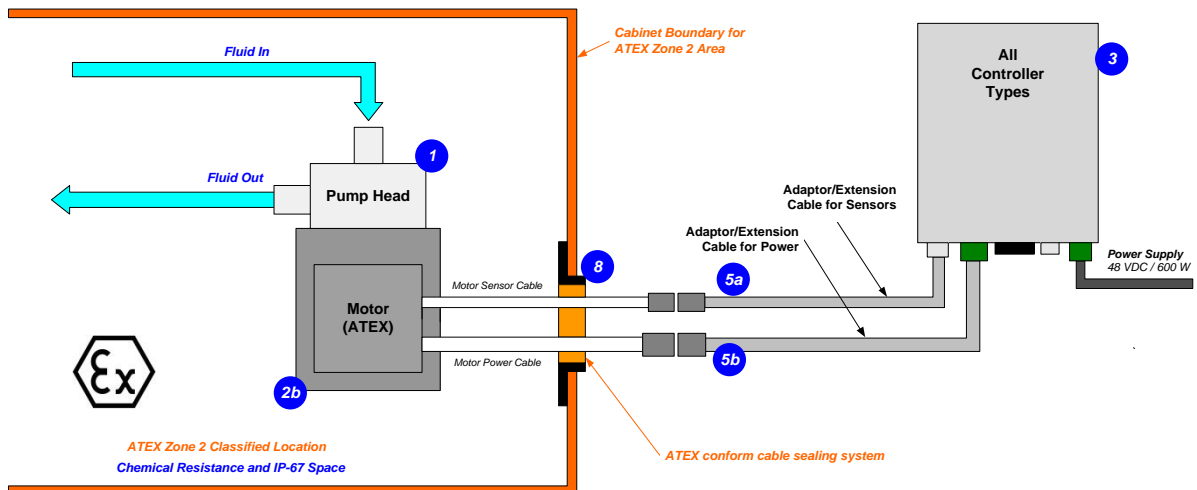 Cabinet Boundary for
ATEX Zone 2 Area
Fluid In
All
Controller
Types
3
1
Fluid Out
Pump Head
Adaptor/Extension
Cable for Sensors
Adaptor/Extension
Cable for Power
Power Supply
48 VDC / 600 W
8
5a
Motor Sensor Cable
Motor
(ATEX)
Motor Power Cable
5b
Ex
2b
ATEX Zone 2 Classified Location
Chemical Resistance and IP-67 Space
ATEX conform cable sealing system